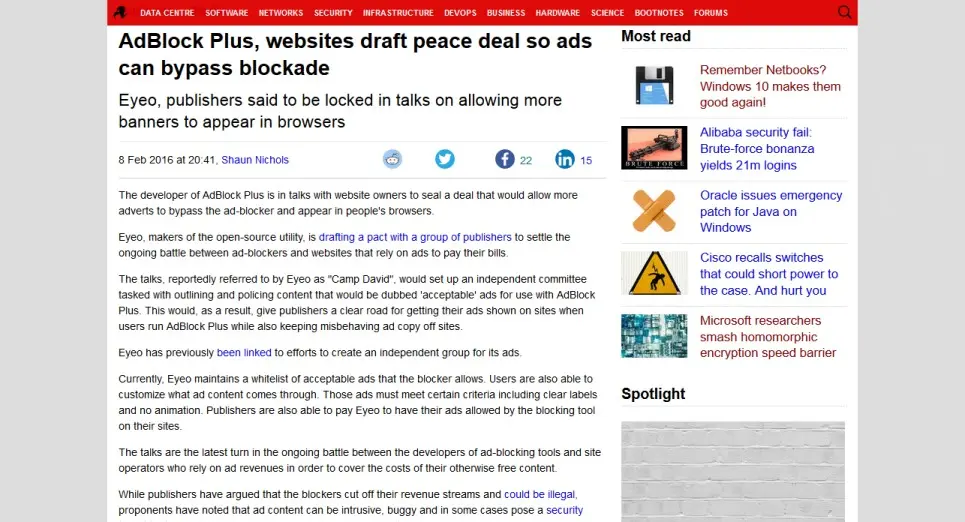 DATA CENTRE SOFTWARE NETWORKS SECURITY INFRASTRUCTURE DEVOPS BUSINESS HARDWARE SCIENCE BOOTNOTES FORUMS
AdBlock Plus, websites draft peace deal so ads
can bypass blockade
Eyeo, publishers said to be locked in talks on allowing more
banners to appear in browsers
8 Feb 2016 at 20:41, Shaun Nichols
22
15
The developer of AdBlock Plus is in talks with website owners to seal a deal that would allow more
adverts to bypass the ad-blocker and appear in people's browsers.
Eyeo, makers of the open-source utility, is drafting a pact with a group of publishers to settle the
ongoing battle between ad-blockers and websites that rely on ads to pay their bills.
The talks, reportedly referred to by Eyeo as "Camp David", would set up an independent committee
tasked with outlining and policing content that would be dubbed 'acceptable' ads for use with AdBlock
Plus. This would, as a result, give publishers a clear road for getting their ads shown on sites when
users run AdBlock Plus while also keeping misbehaving ad copy off sites.
Eyeo has previously been linked to efforts to create an independent group for its ads.
Currently, Eyeo maintains a whitelist of acceptable ads that the blocker allows. Users are also able to
customize what ad content comes through. Those ads must meet certain criteria including clear labels
and no animation. Publishers are also able to pay Eyeo to have their ads allowed by the blocking tool
on their sites.
The talks are the latest turn in the ongoing battle between the developers of ad-blocking tools and site
operators who rely on ad revenues in order to cover the costs of their otherwise free content.
While publishers have argued that the blockers cut off their revenue streams and could be illegal,
proponents have noted that ad content can be intrusive, buggy and in some cases pose a security
Most read
Remember Netbooks?
Windows 10 makes them
good again!
BRUTE FORCE
Alibaba security fail:
Brute-force bonanza
yields 21m logins
Oracle issues emergency
patch for Java on
Windows
Cisco recalls switches
that could short power to
the case. And hurt you
Microsoft researchers
smash homomorphic
encryption speed barrier
Spotlight